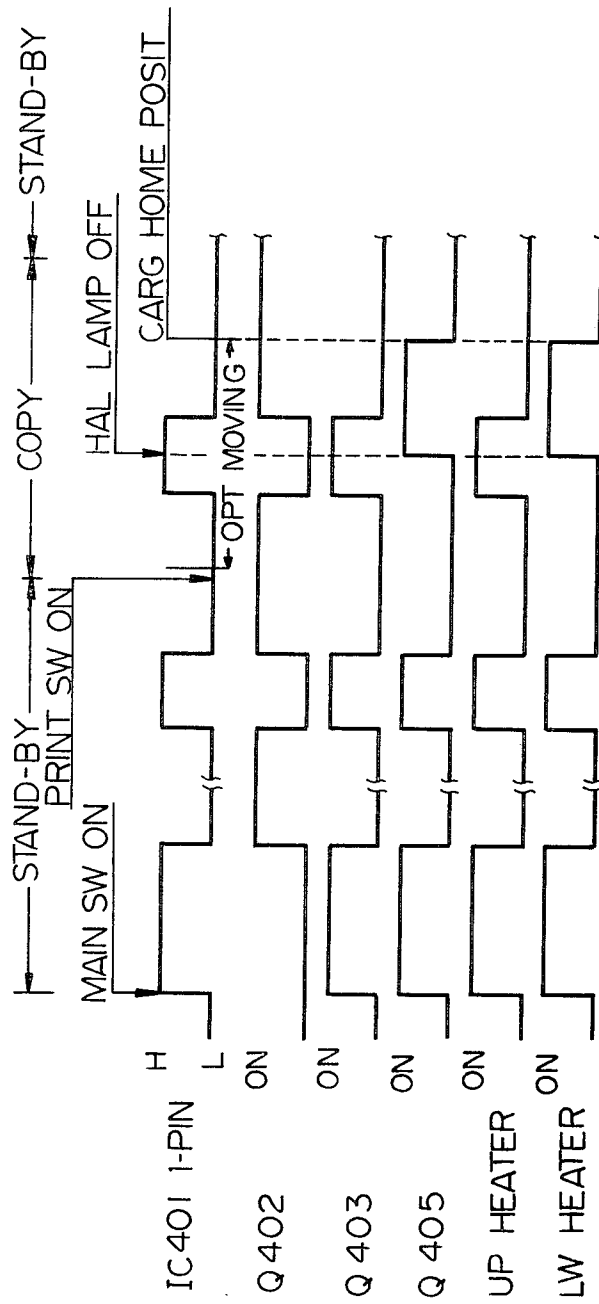 STAND-BY
COPY
STAND-BY
MAIN SW ON
PRINT SW ON
HAL LAMP OFF
CARG HOME POSIT
OPT MOVING
IC401 1-PIN
H
L
Q402
ON
Q403
ON
Q405
ON
UP HEATER
ON
LW HEATER
ON